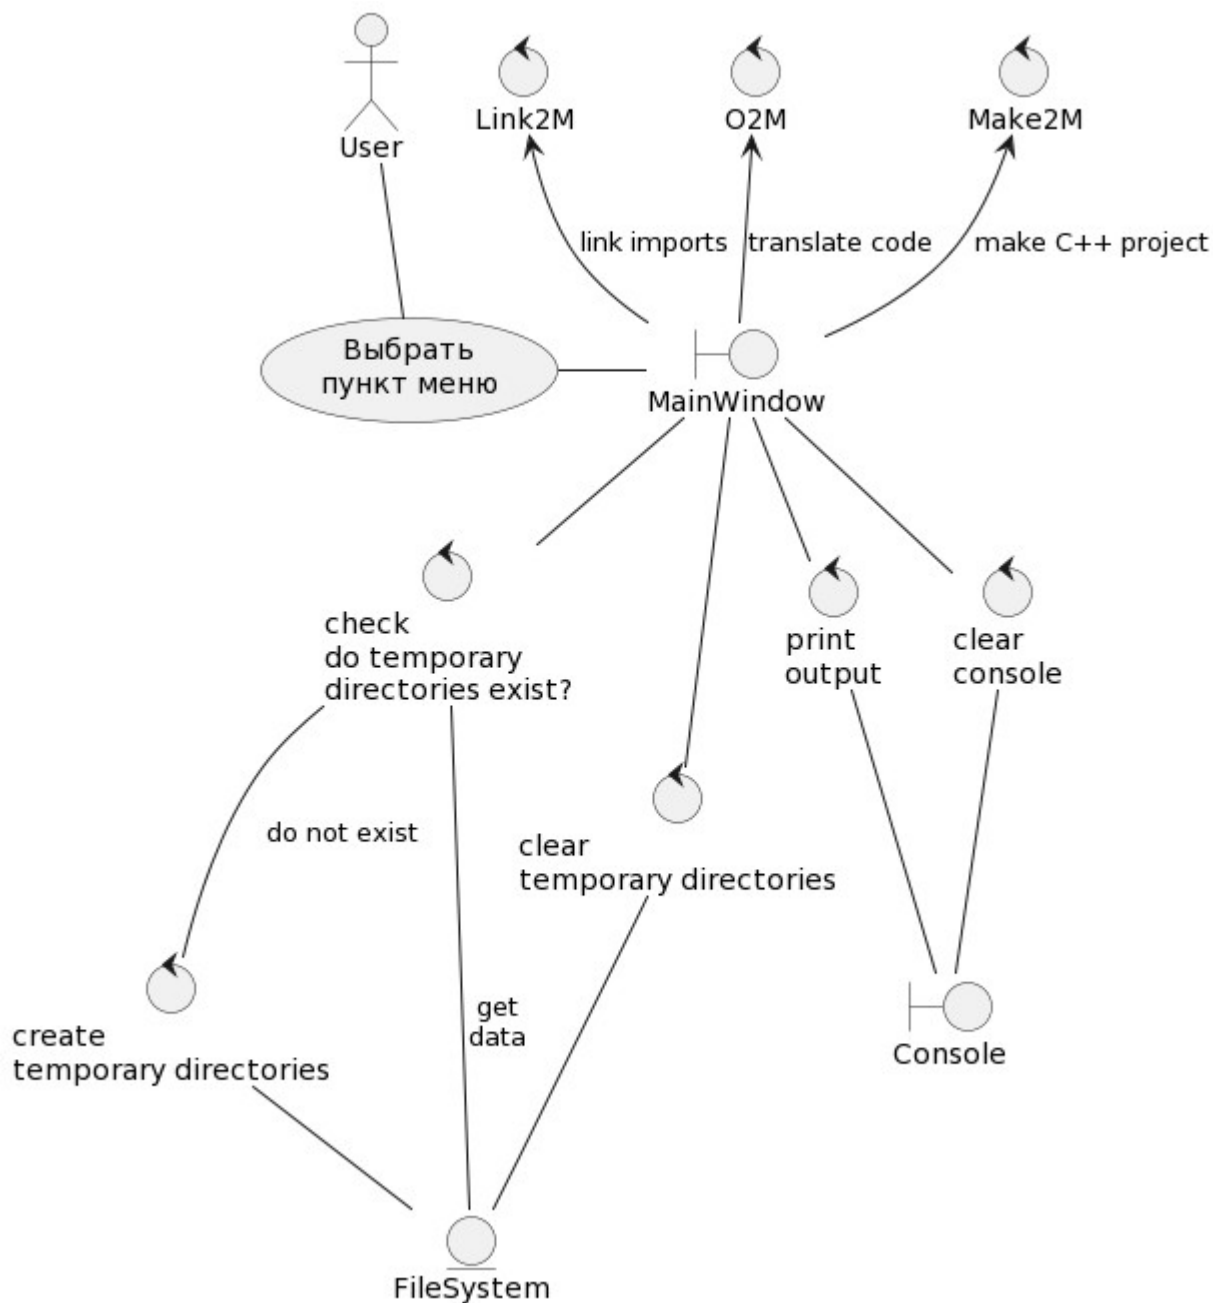 Link2M
O2M
Make2M
User
link imports
translate code
make C++ project
Выбрать
пункт меню
MainWindow
check
do temporary
directories exist?
print
output
clear
console
do not exist
clear
temporary directories
get
data
create
temporary directories
Console
FileSystem